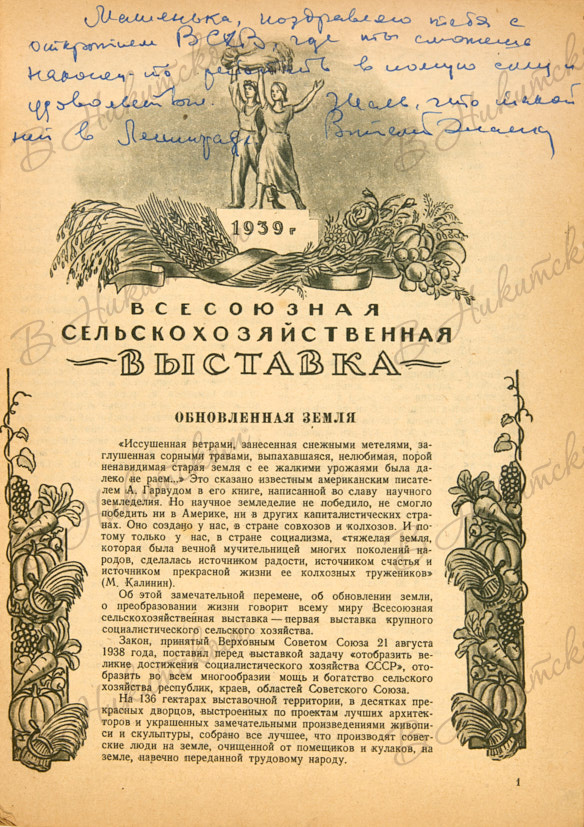 Машенька, поздравляю тебя с
открытием ВСХВ, где ты сможешь
наконец-то в полную силу и
удовольствие. Жаль, что
в Ленинград
1939 г
ВСЕСОЮЗНАЯ
СЕЛЬСКОХОЗЯЙСТВЕННАЯ
ВЫСТАВКА
ОБНОВЛЕННАЯ ЗЕМЛЯ
«Иссушенная ветрами, занесенная снежными метелями, за-
глушенная сорными травами, выпахавшаяся, нелюбимая, порой
ненавидимая старая земля с ее жалкими урожаями была да-
леко не раем...» Это сказано известным американским писате-
лем А. Гарвудом в его книге, написанной во славу научного
земледелия. Но научное земледелие не победило, не смогло
победить ни в Америке, ни в других капиталистических стра-
нах. Оно создано у нас, в стране совхозов и колхозов. И по-
тому только у нас, в стране социализма, «тяжелая земля,
которая была вечной мучительницей многих поколений на-
родов, сделалась источником радости, источником счастья и
источником прекрасной жизни ее колхозных тружеников»
(М. Калинин).
Об этой замечательной перемене, об обновлении земли,
о преобразовании жизни говорит всему миру Всесоюзная
сельскохозяйственная выставка — первая выставка крупного
социалистического сельского хозяйства.
Закон, принятый Верховным Советом Союза 21 августа
1938 года, поставил перед выставкой задачу «отобразить ве-
ликие достижения социалистического хозяйства СССР», ото-
бразить во всем многообразии мощь и богатство сельского
хозяйства республик, краев, областей Советского Союза.
На 136 гектарах выставочной территории, в десятках пре-
красных дворцов, выстроенных по проектам лучших архитек-
торов и украшенных замечательными произведениями живопи-
си и скульптуры, собрано все лучшее, что производят совет-
ские люди на земле, очищенной от помещиков и кулаков, на
земле, навечно переданной трудовому народу.
1
В Никитском